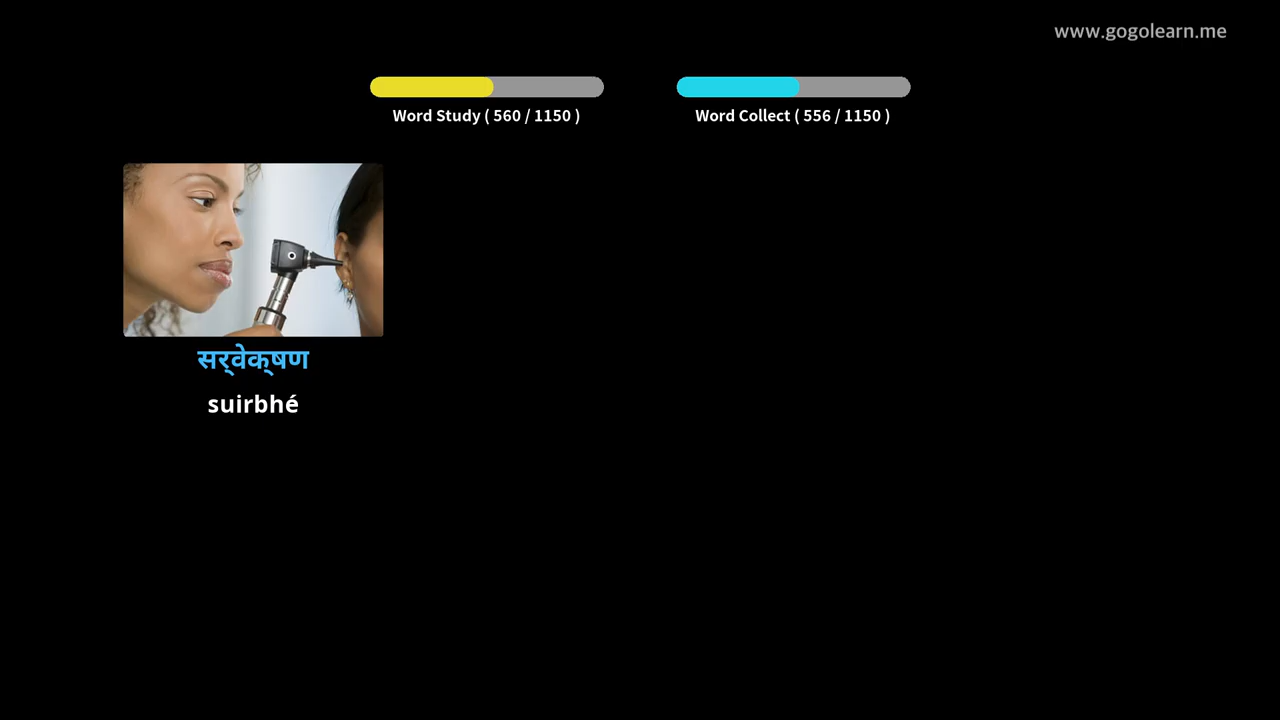 www.gogolearn.me
Word Study ( 560 / 1150 )
Word Collect ( 556 / 1150 )
सर्वेक्षण
suirbhé